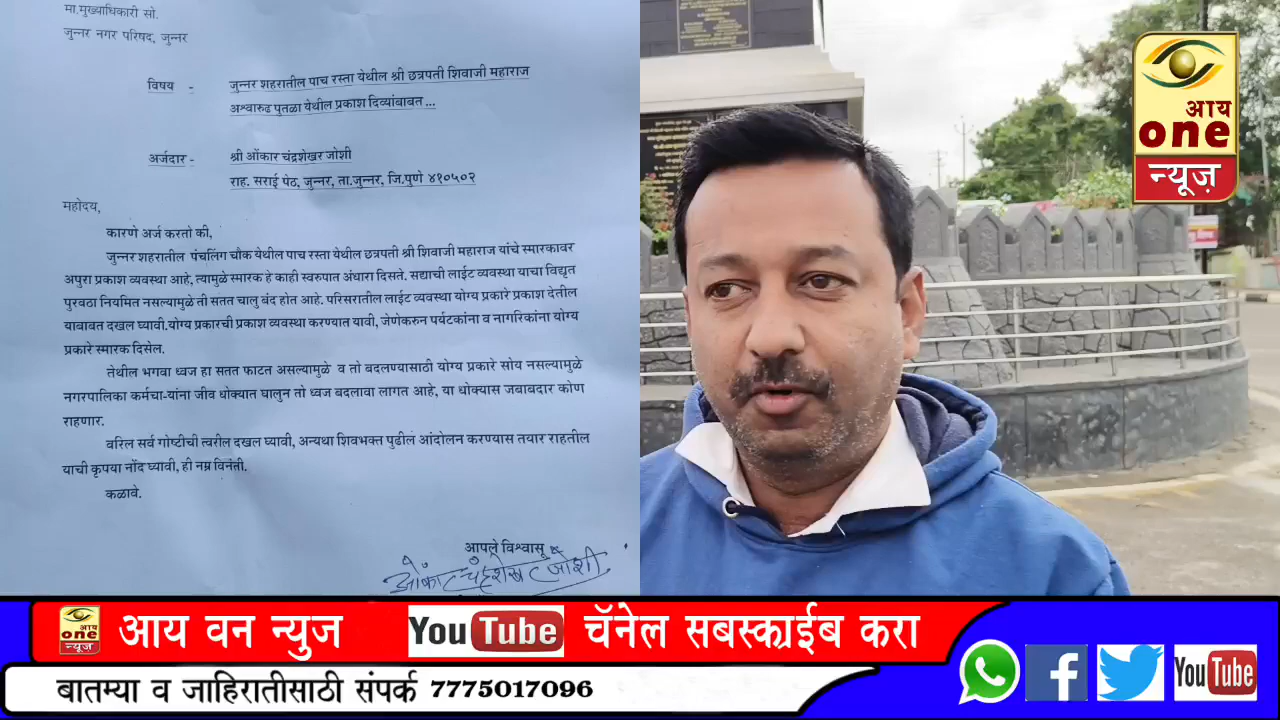 मा.मुख्याधिकारी सो.
जुन्नर नगर परिषद, जुन्नर
विषय - जुन्नर शहरातील पाच रस्ता येथील श्री छत्रपती शिवाजी महाराज
अश्वारुढ पुतळा येथील प्रकाश दिव्यांबाबत ...
अर्जदार - श्री ओंकार चंद्रशेखर जोशी
राह. सराई पेठ, जुन्नर, ता.जुन्नर, जि.पुणे ४१०५०२
महोदय,
कारणे अर्ज करतो की,
जुन्नर शहरातील पंचलिंग चौक येथील पाच रस्ता येथील छत्रपती श्री शिवाजी महाराज यांचे स्मारकावर
अपुरा प्रकाश व्यवस्था आहे, त्यामुळे स्मारक हे काही स्वरुपात अंधारा दिसते. सद्याची लाईट व्यवस्था याचा विद्युत
पुरवठा नियमित नसल्यामुळे ती सतत चालु बंद होत आहे. परिसरातील लाईट व्यवस्था योग्य प्रकारे प्रकाश देतील
याबाबत दखल घ्यावी.योग्य प्रकारची प्रकाश व्यवस्था करण्यात यावी, जेणेकरुन पर्यटकांना व नागरिकांना योग्य
प्रकारे स्मारक दिसेल.
तेथील भगवा ध्वज हा सतत फाटत असल्यामुळे व तो बदलण्यासाठी योग्य प्रकारे सोय नसल्यामुळे
नगरपालिका कर्मचा-यांना जीव धोक्यात घालुन तो ध्वज बदलावा लागत आहे, या धोक्यास जवाबदार कोण
राहणार.
वरिल सर्व गोष्टीची त्वरील दखल घ्यावी, अन्यथा शिवभक्त पुढील आंदोलन करण्यास तयार राहतील
याची कृपया नोंद घ्यावी, ही नम्र विनंती.
कळावे.
आपले विश्वासू
ओंकार चंद्रशेखर जोशी
आय
one
न्यूज़
आय
one
न्यूज़
आय वन न्युज YouTube चॅनेल सबस्क्राईब करा
बातम्या व जाहिरातीसाठी संपर्क 7775017096
YouTube